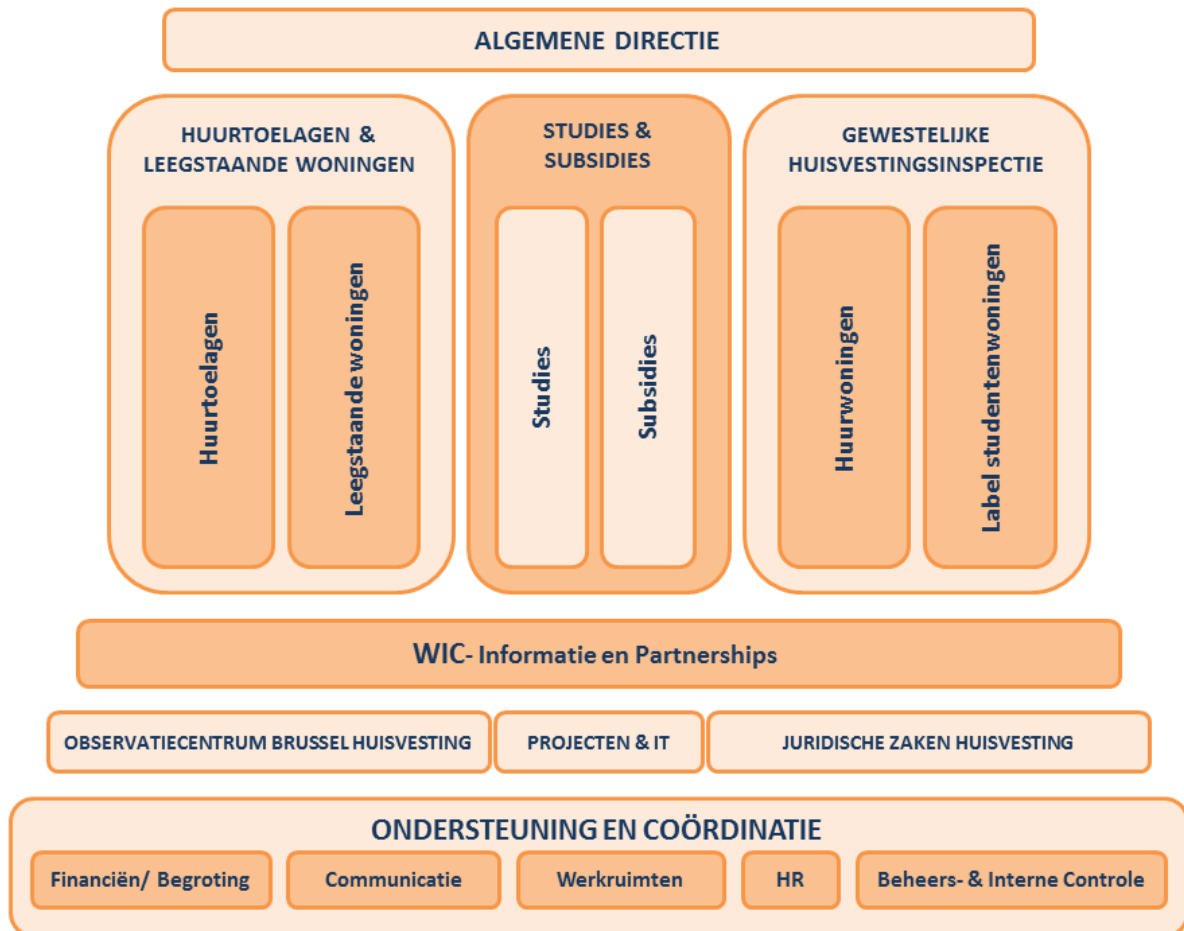 ALGEMENE DIRECTIE
HUURTOELAGEN &
LEEGSTAANDE WONINGEN
Huurtoelagen
Leegstaande woningen
STUDIES &
SUBSIDIES
Studies
Subsidies
GEWESTELIJKE
HUISVESTINGSINSPECTIE
Huurwoningen
Label studentenwoningen
WIC- Informatie en Partnerships
OBSERVATIECENTRUM BRUSSEL HUISVESTING
PROJECTEN & IT
JURIDISCHE ZAKEN HUISVESTING
ONDERSTEUNING EN COÖRDINATIE
Financiën/ Begroting
Communicatie
Werkruimten
HR
Beheers- & Interne Controle